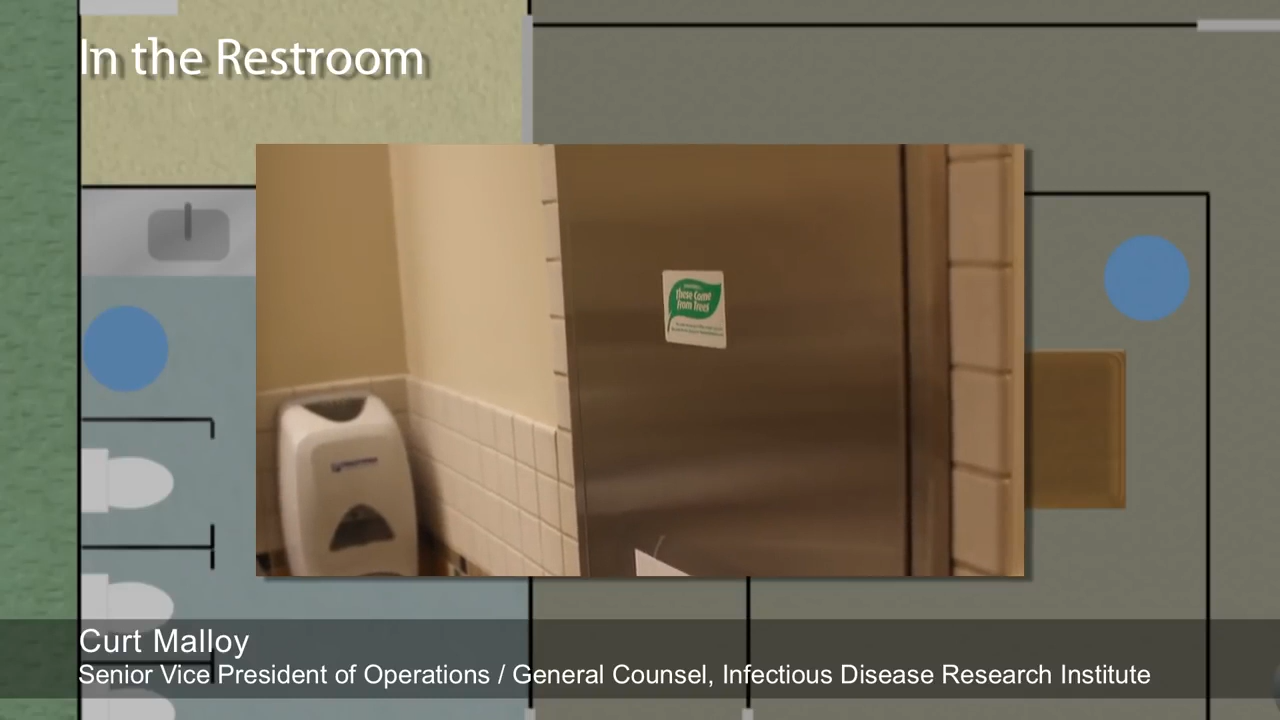 In the Restroom
These Come
from Trees
Curt Malloy
Senior Vice President of Operations / General Counsel, Infectious Disease Research Institute